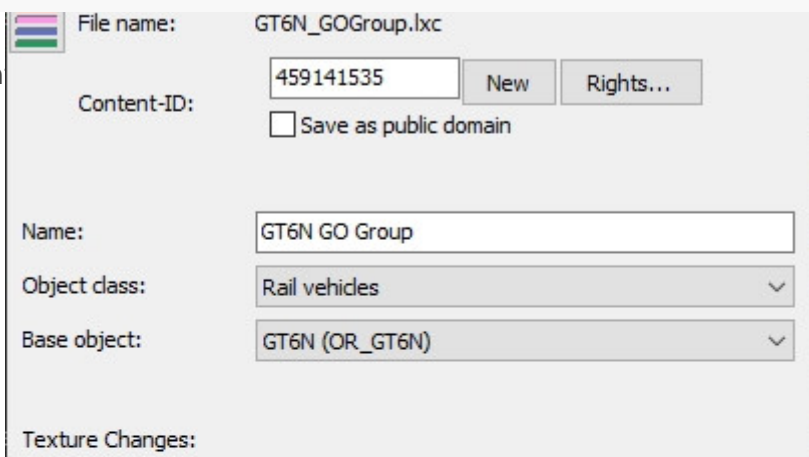 File name: GT6N_GOGroup.lxc
Content-ID: 459141535 New Rights...
Save as public domain
Name: GT6N GO Group
Object class: Rail vehicles
Base object: GT6N (OR_GT6N)
Texture Changes: